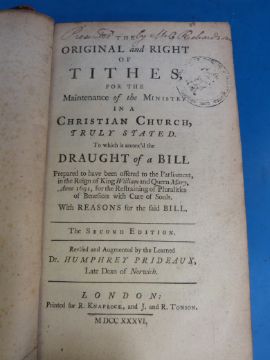 THE
ORIGINAL and RIGHT
OF
TITHES,
FOR THE
Maintenance of the Ministry
IN A
CHRISTIAN CHURCH,
TRULY STATED.
To which is annex'd the
DRAUGHT of a BILL
Prepared to have been offered to the Parliament,
in the Reign of King William and Queen Mary,
Anno 1691, for the Restraining of Pluralities
of Benefices with Cure of Souls.
With REASONS for the said BILL.
The SECOND EDITION.
Revised and Augmented by the Learned
Dr. HUMPHREY PRIDEAUX,
Late Dean of Norwich.
LONDON:
Printed for R. KNAPLOCK, and J. and R. TONSON.
M DCC XXXVI,